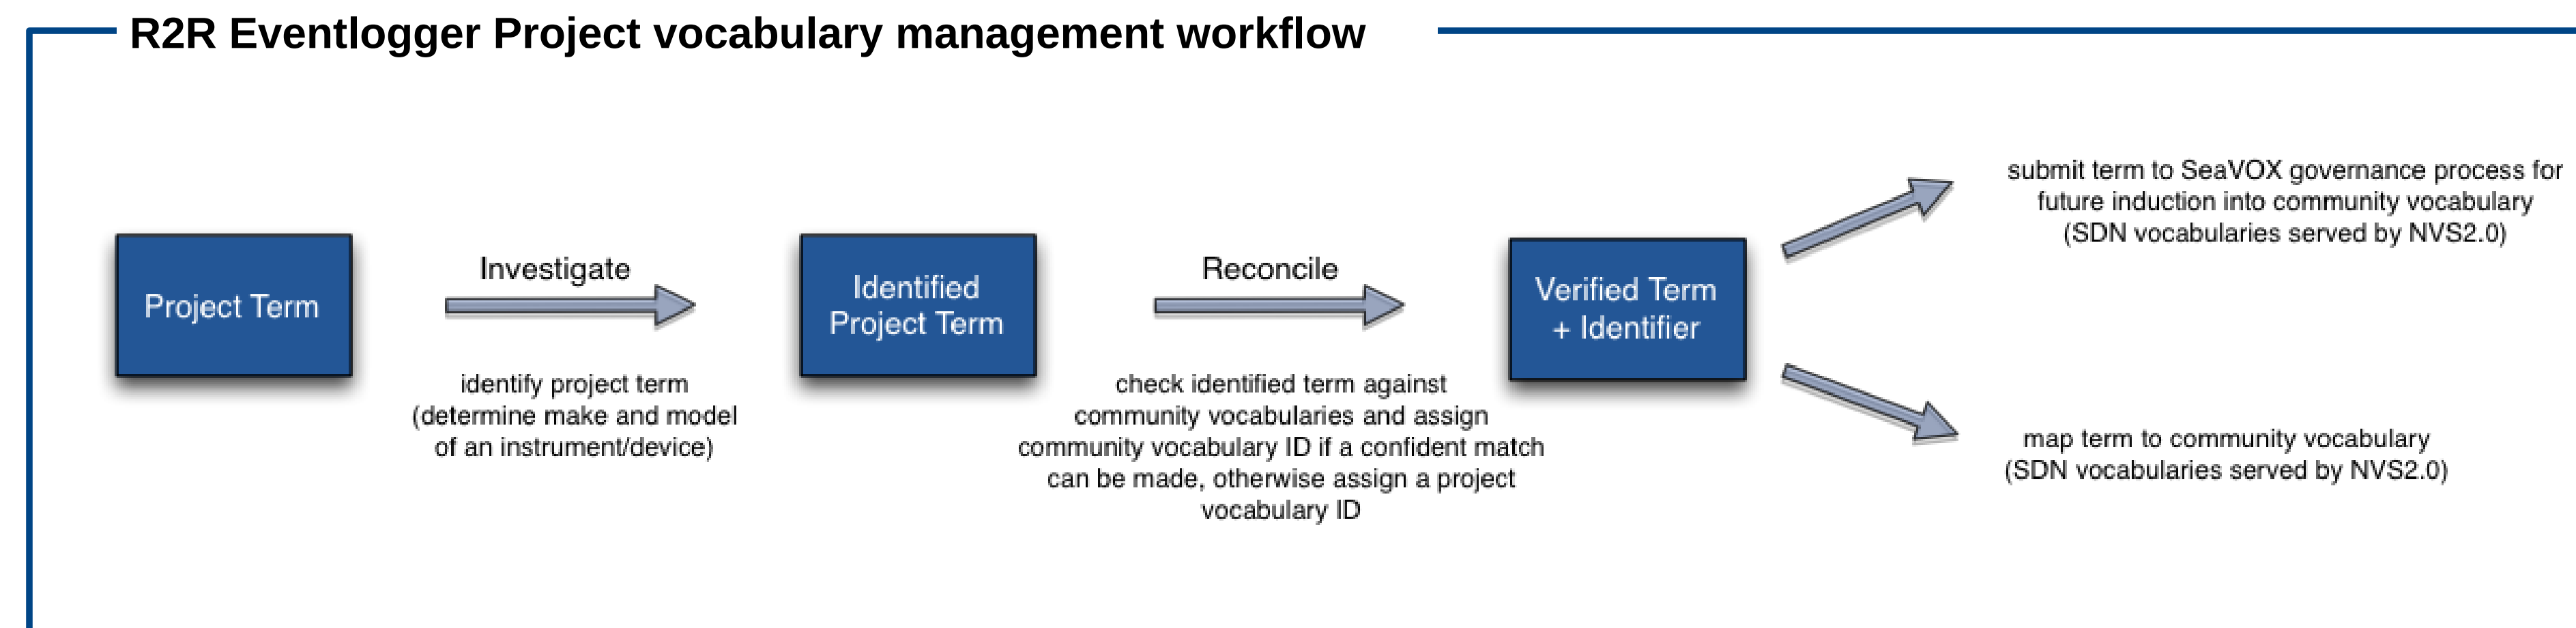 R2R Eventlogger Project vocabulary management workflow
Project Term
Investigate
identify project term
(determine make and model
of an instrument/device)
Identified
Project Term
Reconcile
check identified term against
community vocabularies and assign
community vocabulary ID if a confident match
can be made, otherwise assign a project
vocabulary ID
Verified Term
+ Identifier
submit term to SeaVOX governance process for
future induction into community vocabulary
(SDN vocabularies served by NVS2.0)
map term to community vocabulary
(SDN vocabularies served by NVS2.0)